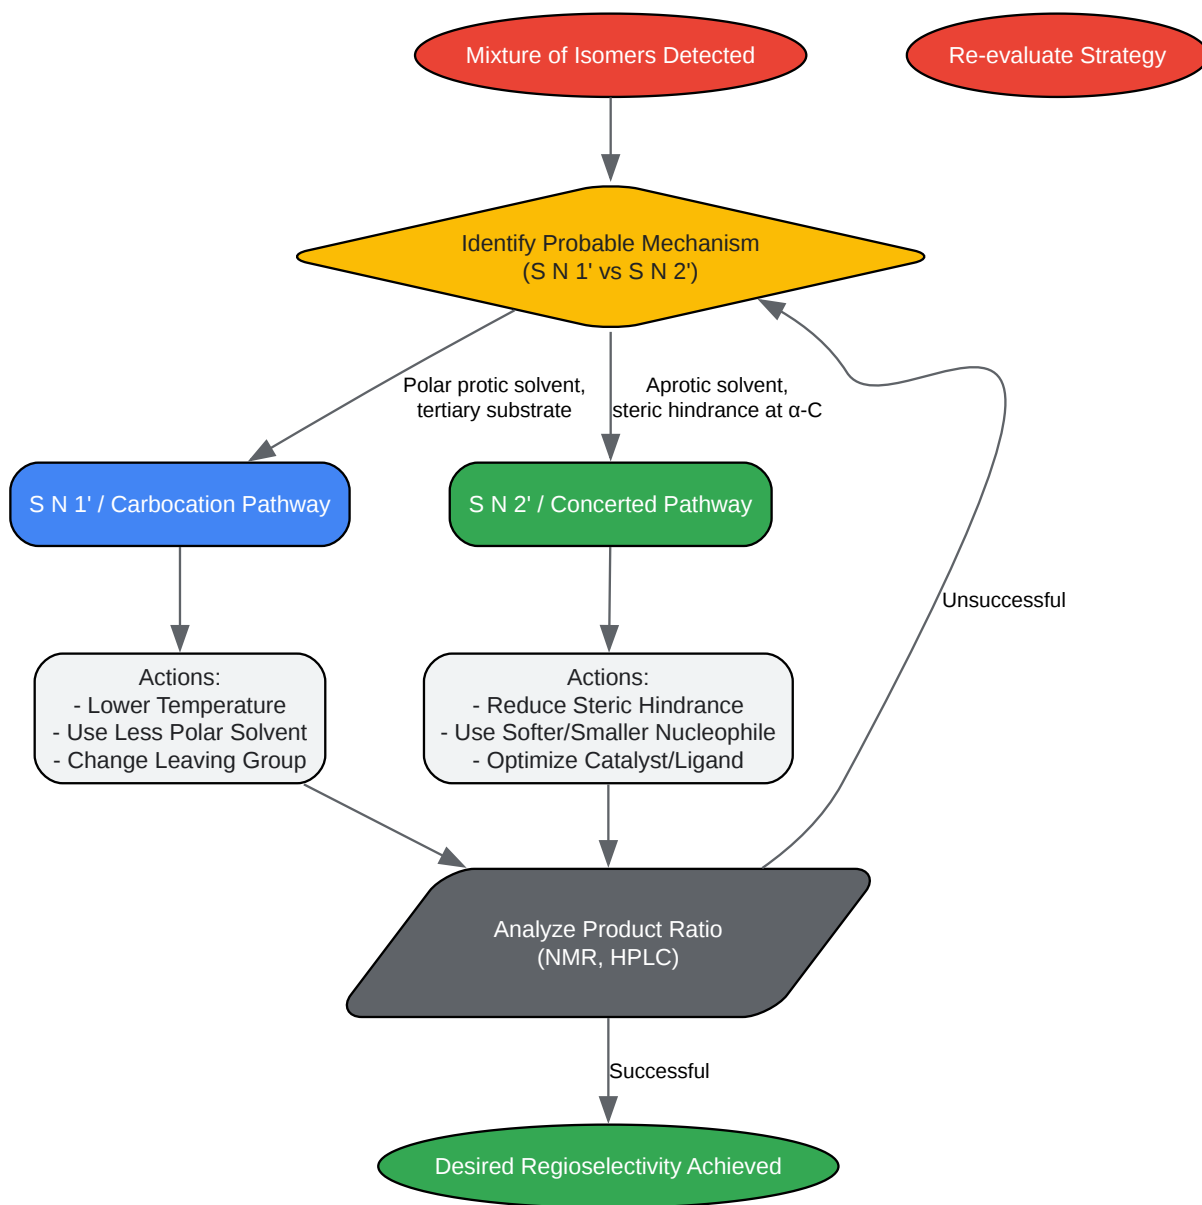 Mixture of Isomers Detected
Re-evaluate Strategy
Identify Probable Mechanism
(S N 1' vs S N 2')
Polar protic solvent,
tertiary substrate
Aprotic solvent,
steric hindrance at α-C
S N 1' / Carbocation Pathway
S N 2' / Concerted Pathway
Unsuccessful
Actions:
- Lower Temperature
- Use Less Polar Solvent
- Change Leaving Group
Actions:
- Reduce Steric Hindrance
- Use Softer/Smaller Nucleophile
- Optimize Catalyst/Ligand
Analyze Product Ratio
(NMR, HPLC)
Successful
Desired Regioselectivity Achieved